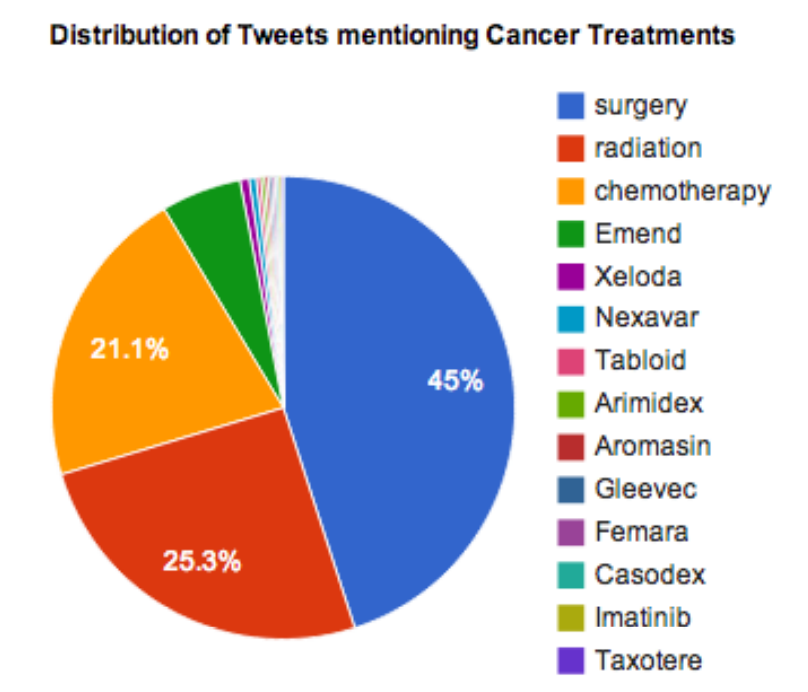 Distribution of Tweets mentioning Cancer Treatments
surgery
radiation
chemotherapy
Emend
Xeloda
Nexavar
Tabloid
Arimidex
Aromasin
Gleevec
Femara
Casodex
Imatinib
Taxotere
21.1%
45%
25.3%